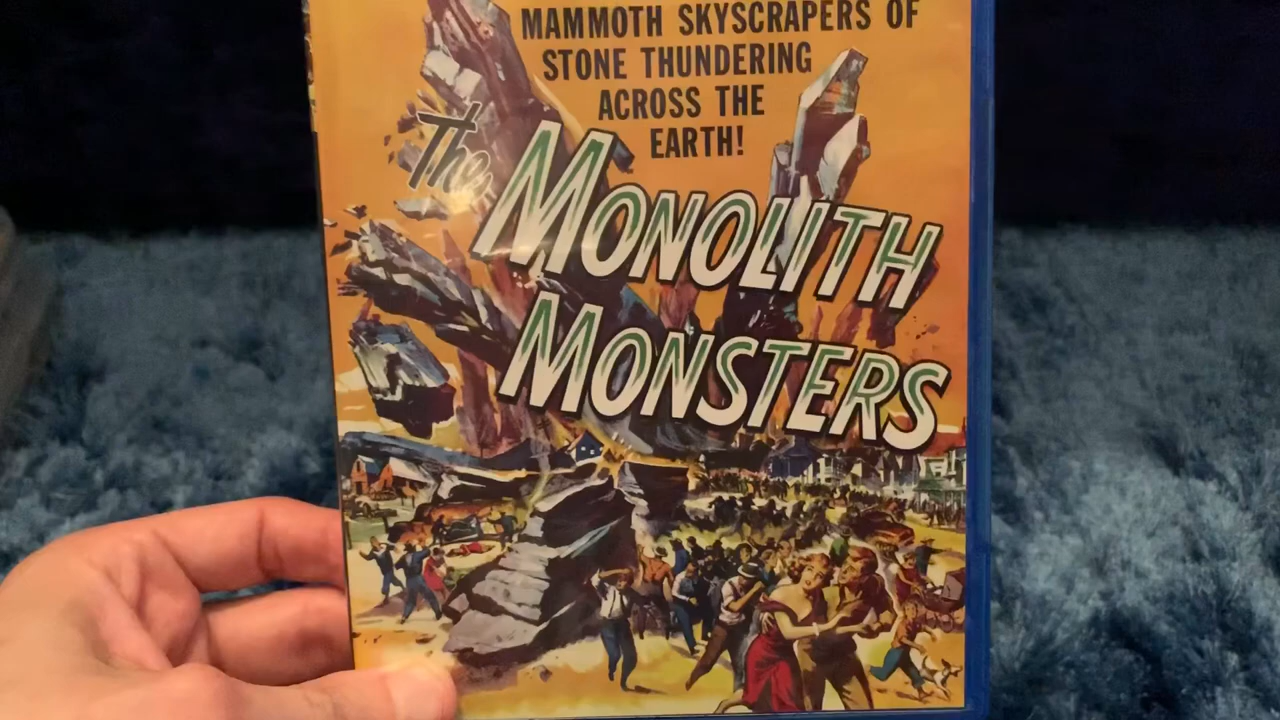 MAMMOTH SKYSCRAPERS OF
STONE THUNDERING
ACROSS THE
EARTH!
The
MONOLITH
MONSTERS